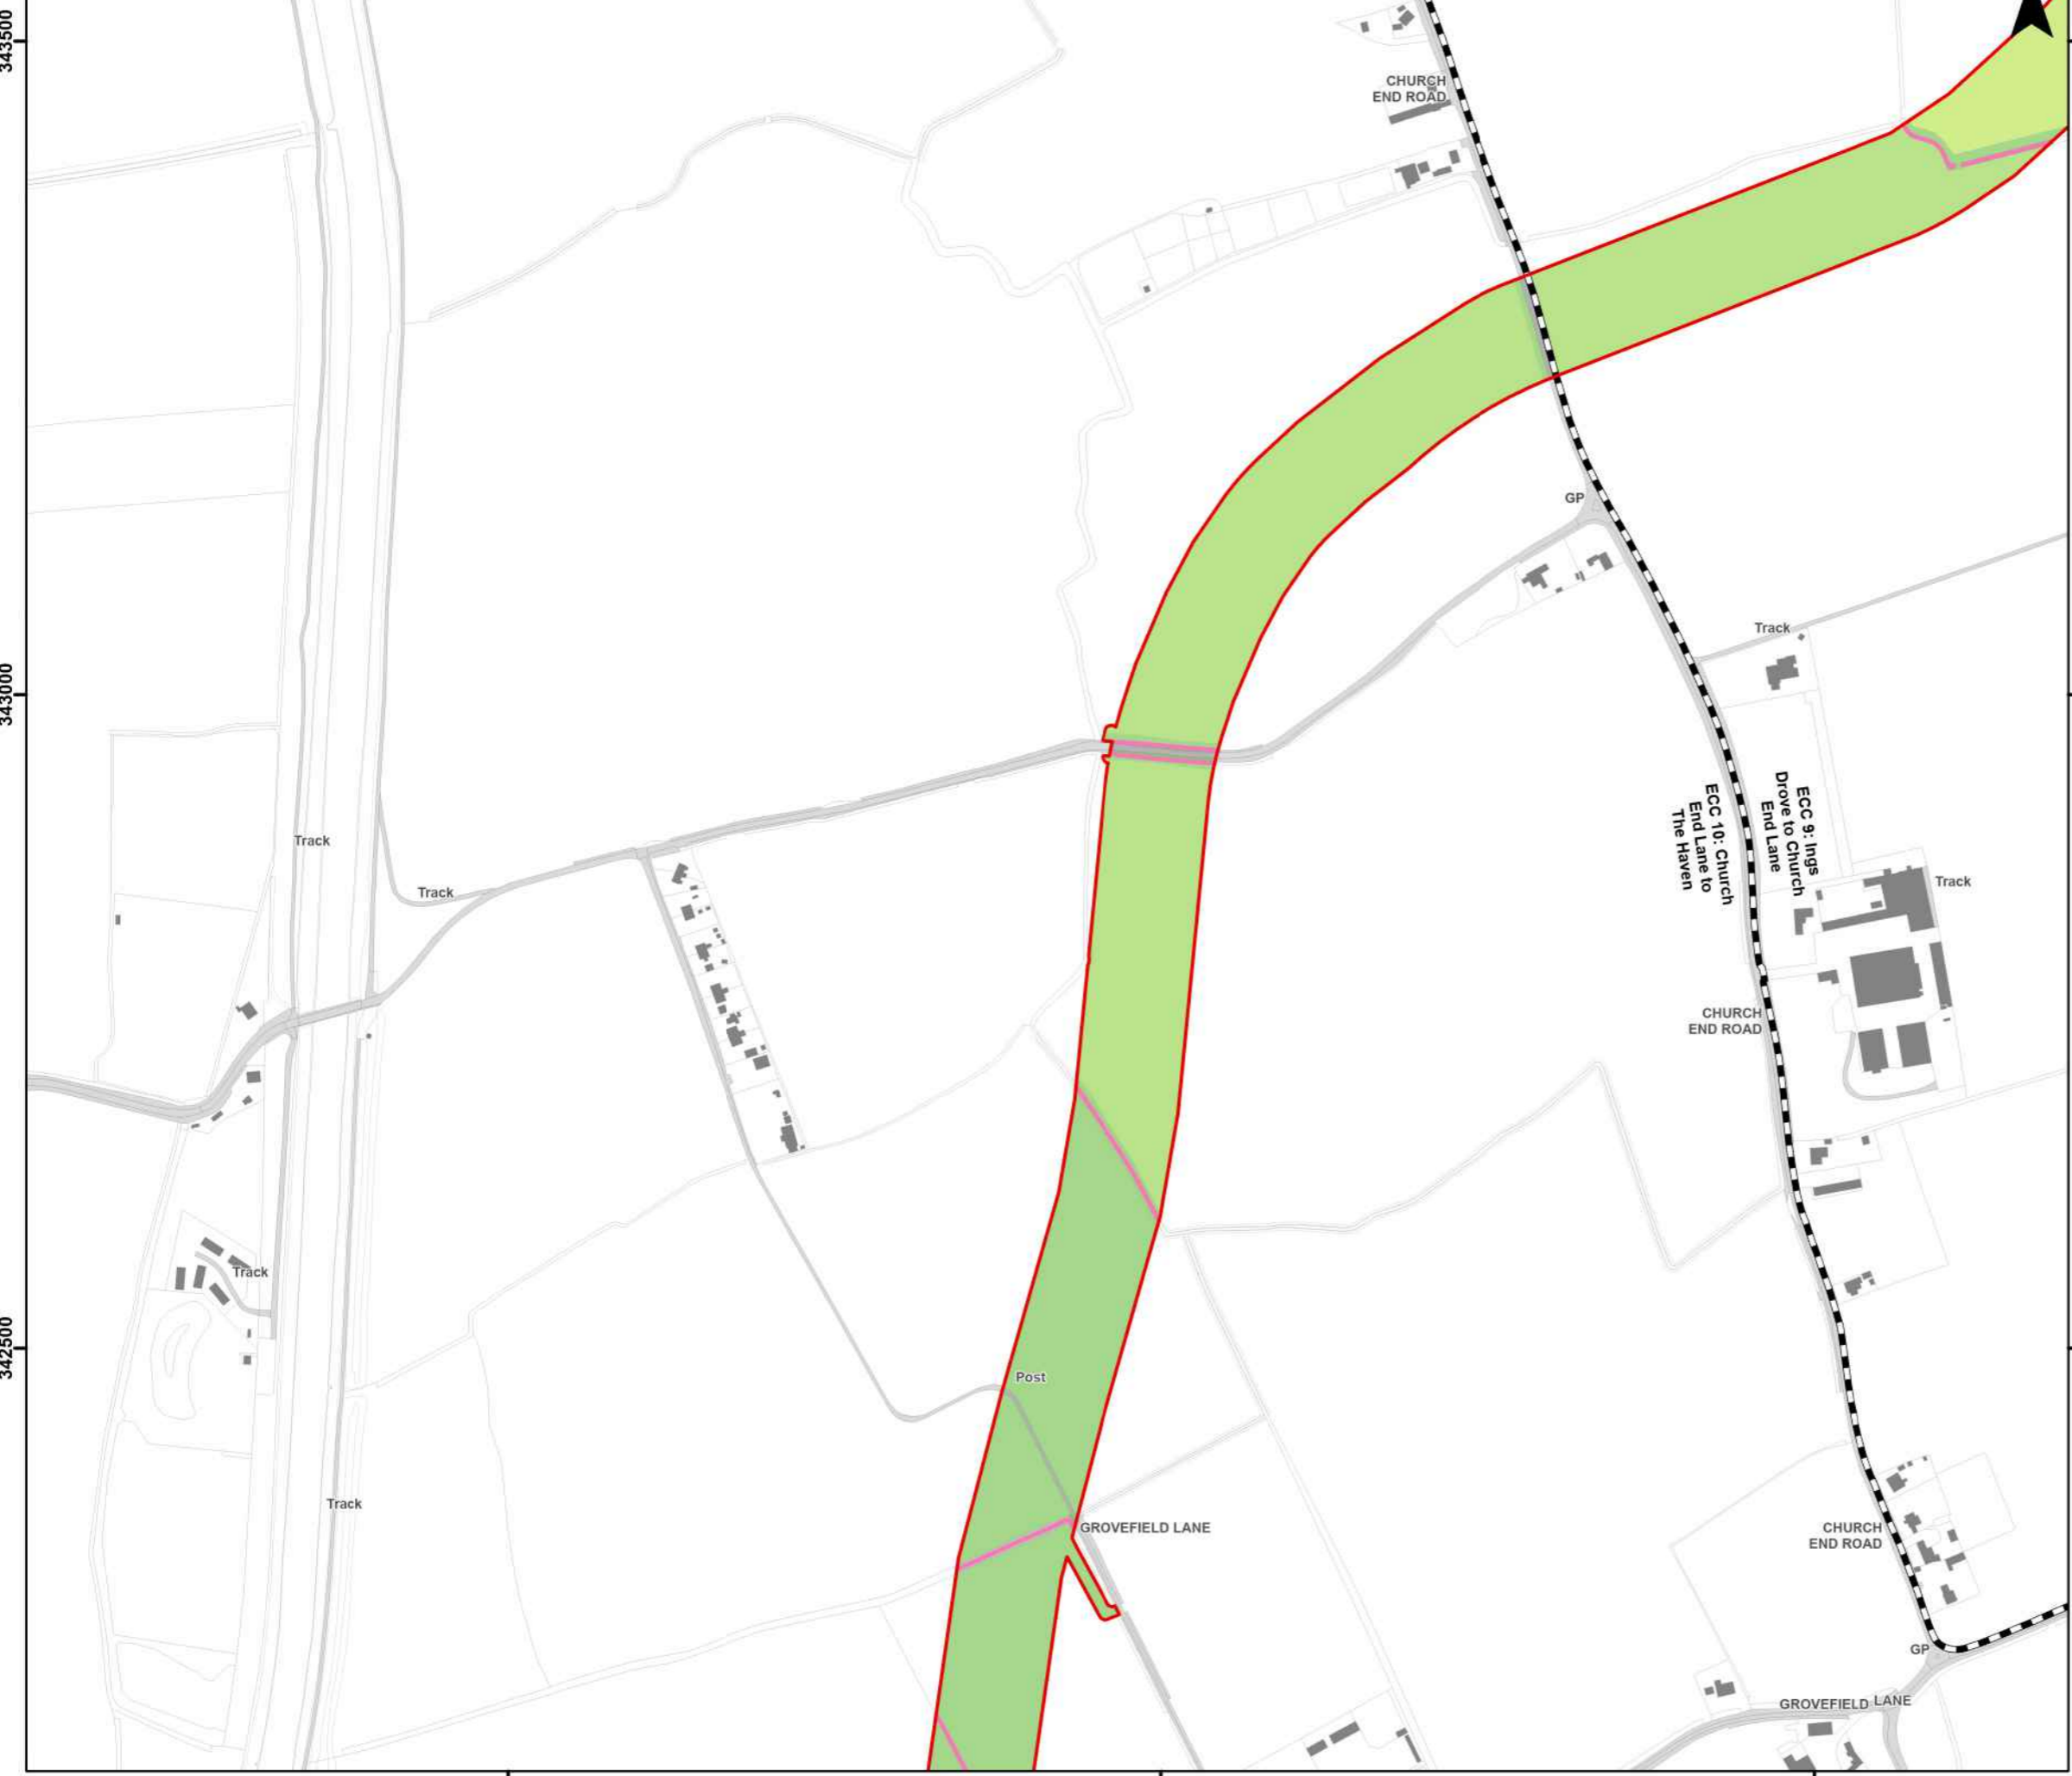 343500
CHURCH
END ROAD
GP
Track
343000
ECC 9: Ings
Drove to Church
End Lane
ECC 10: Church
End Lane to
The Haven
Track
Track
Track
CHURCH
END ROAD
Track
342500
Post
Track
GROVEFIELD LANE
CHURCH
END ROAD
GP
GROVEFIELD LANE